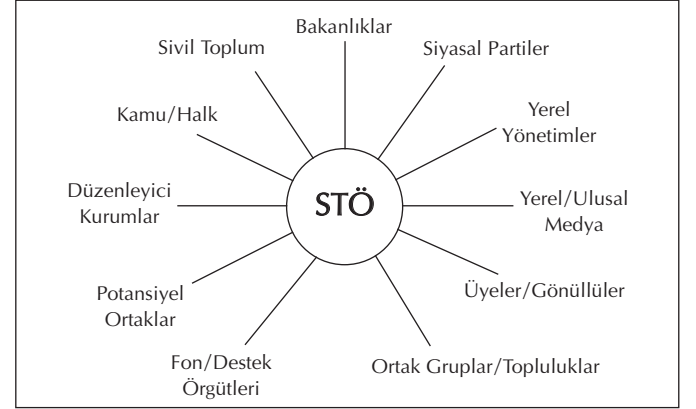 Bakanlıklar
Sivil Toplum
Siyasal Partiler
Kamu/Halk
Yerel
Yönetimler
Düzenleyici
Kurumlar
STÖ
Yerel/Ulusal
Medya
Potansiyel
Ortaklar
Üyeler/Gönüllüler
Fon/Destek
Örgütleri
Ortak Gruplar/Topluluklar